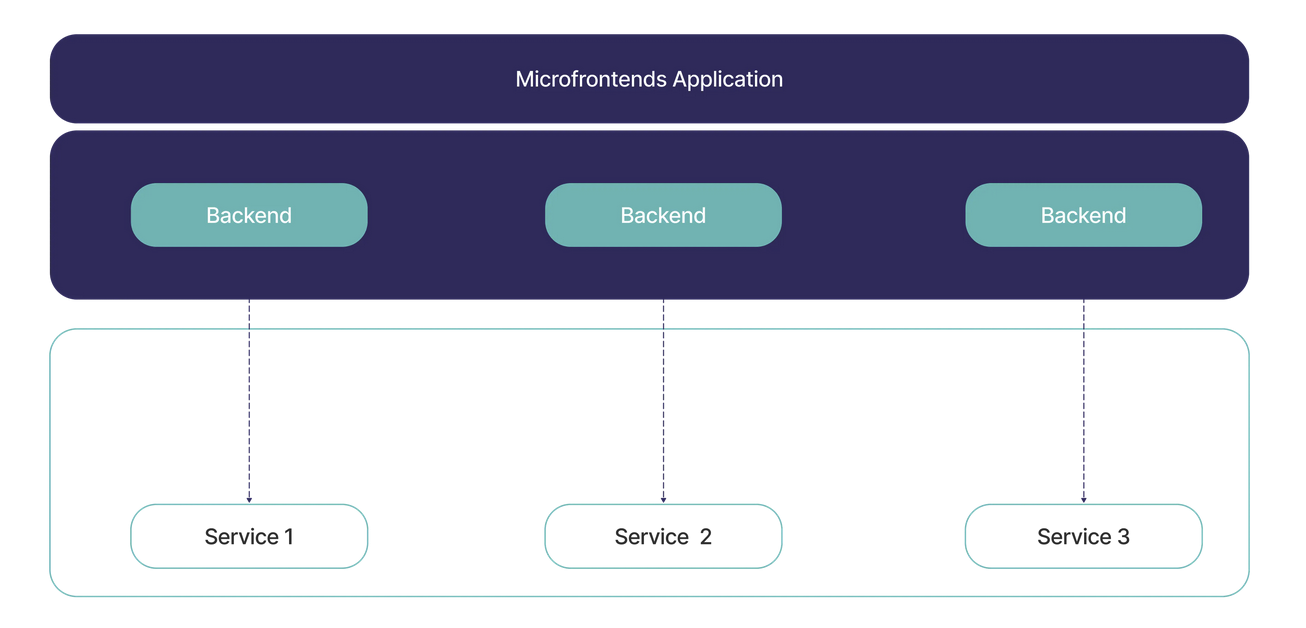 Microfrontends Application
Backend
Backend
Backend
Service 1
Service  2
Service 3